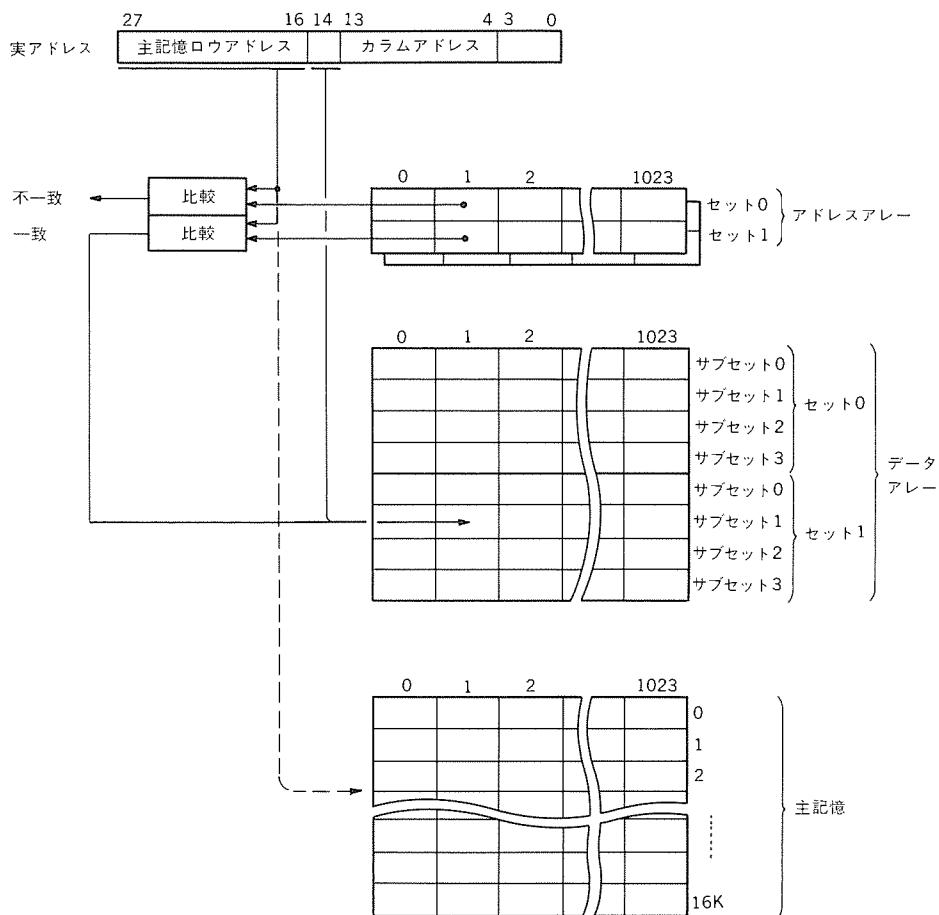 27 16 14 13 4 3 0
実アドレス 主記憶ロウアドレス カラムアドレス
0 1 2 1023
不一致 比較
一致 比較
セット0
セット1
アドレスアレー
0 1 2 1023
サブセット0
サブセット1
サブセット2
サブセット3
セット0
サブセット0
サブセット1
サブセット2
サブセット3
セット1
データ
アレー
0 1 2 1023
0
1
2
16K
主記憶